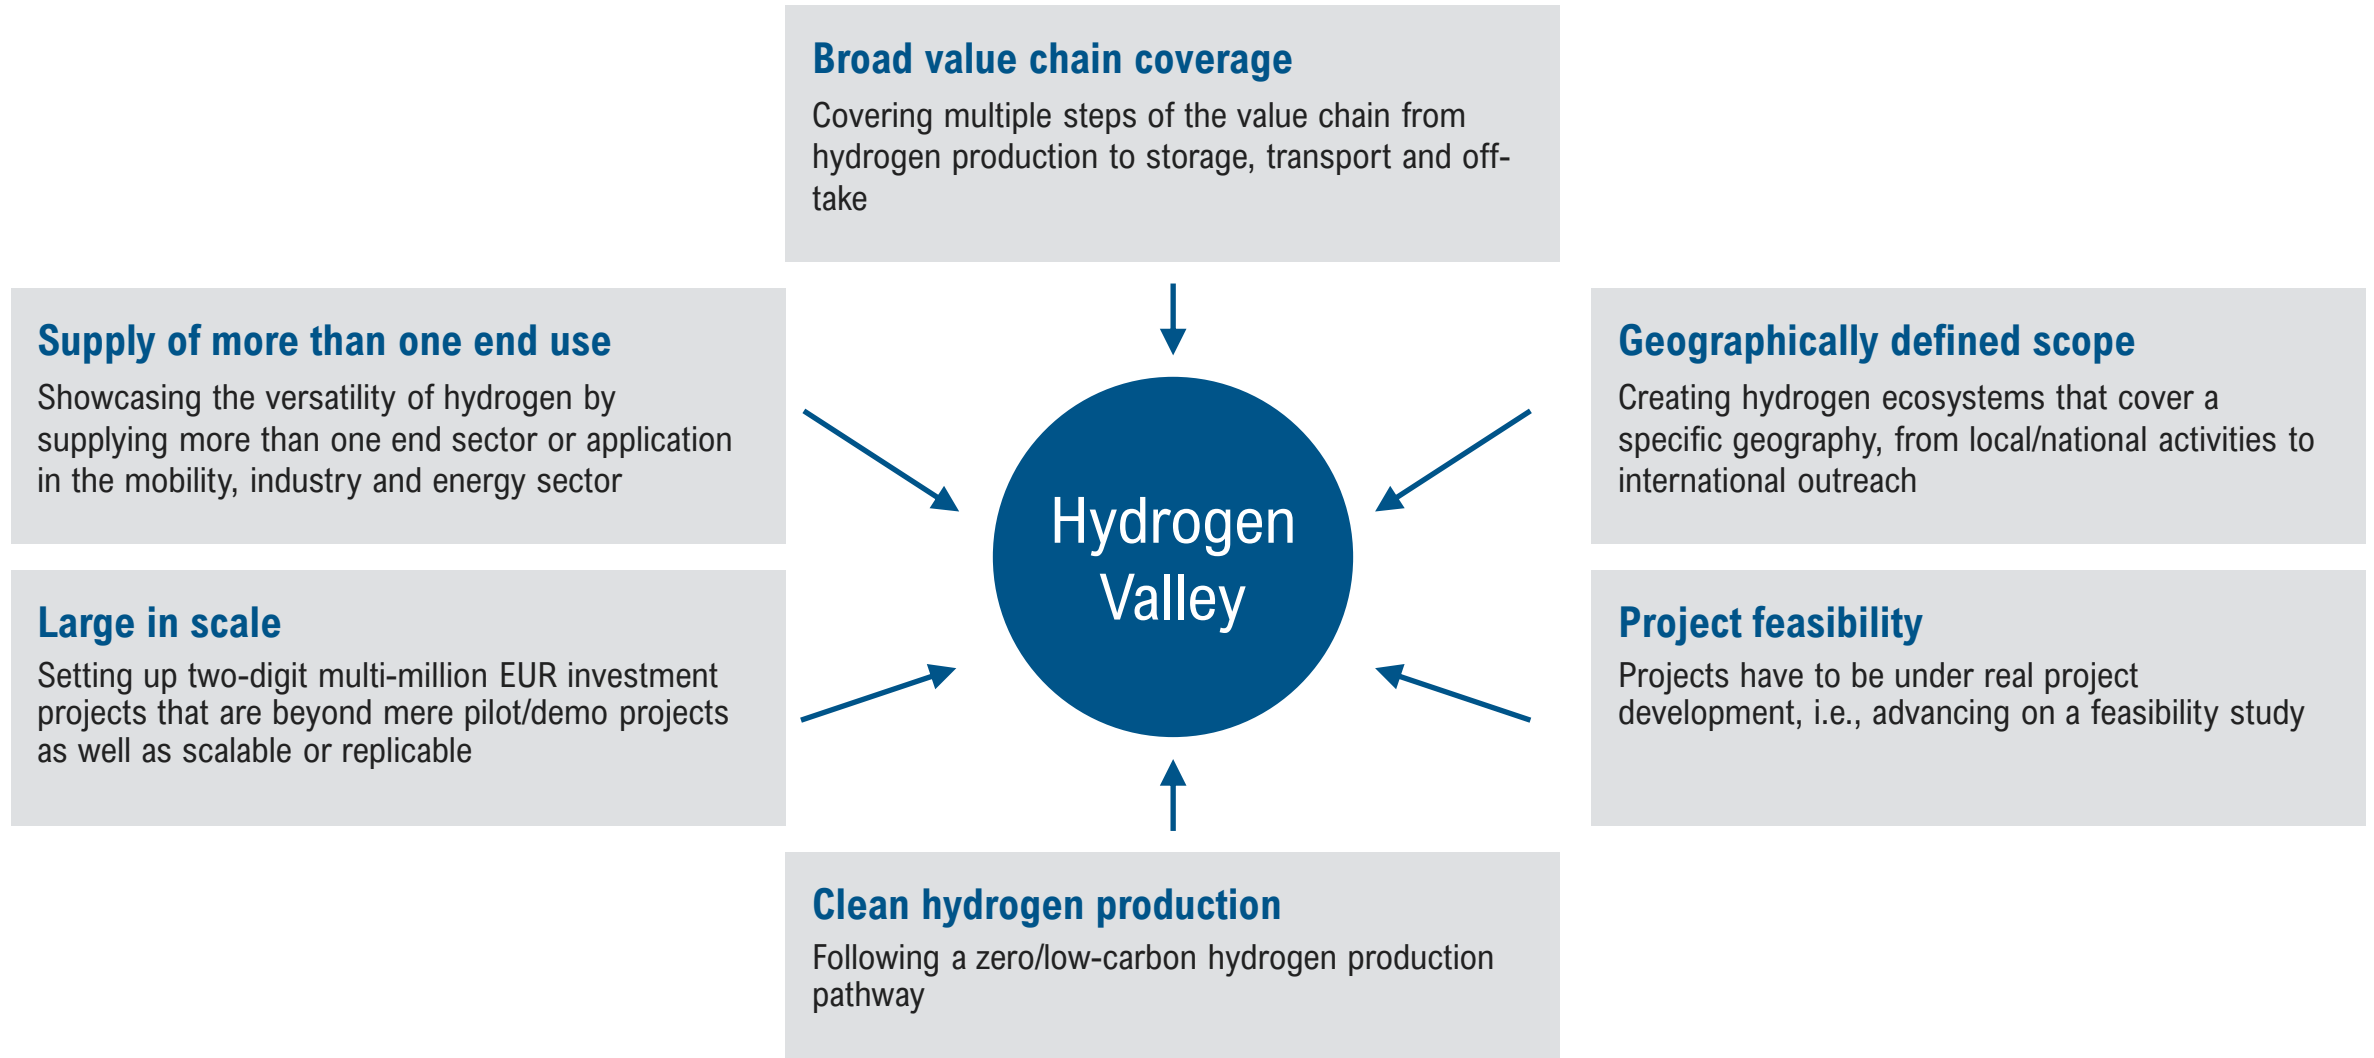 Broad value chain coverage
Covering multiple steps of the value chain from
hydrogen production to storage, transport and off-
take
Supply of more than one end use
Showcasing the versatility of hydrogen by
supplying more than one end sector or application
in the mobility, industry and energy sector
Geographically defined scope
Creating hydrogen ecosystems that cover a
specific geography, from local/national activities to
international outreach
Hydrogen
Valley
Large in scale
Setting up two-digit multi-million EUR investment
projects that are beyond mere pilot/demo projects
as well as scalable or replicable
Project feasibility
Projects have to be under real project
development, i.e., advancing on a feasibility study
Clean hydrogen production
Following a zero/low-carbon hydrogen production
pathway